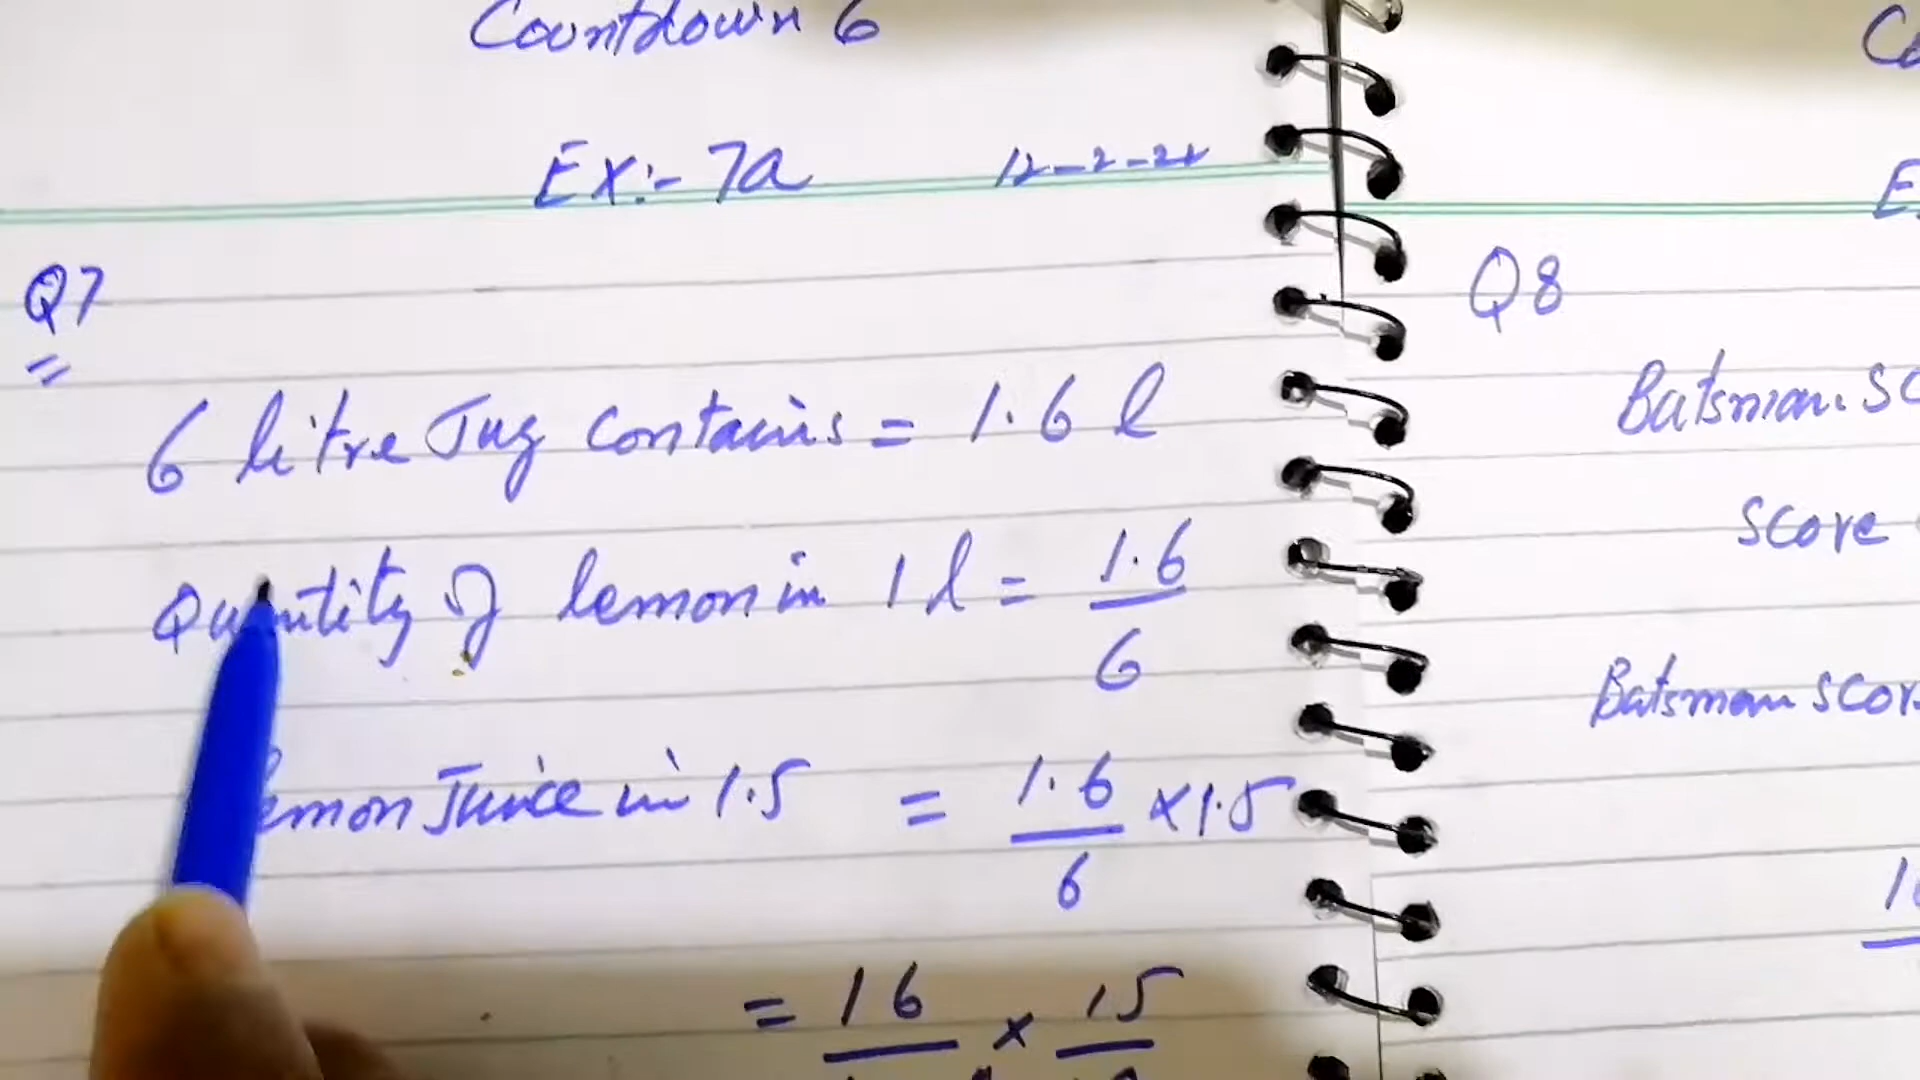 Countdown 6
Ex:- 7a 12-2-22
Q7
6 litre Jug contains = 1.6 l
Quantity of lemon in 1 l = 1.6
6
lemon Juice in 1.5 = 1.6 × 1.5
6
= 16 × 15
Q8
Batsman sc
Score
Batsman scor